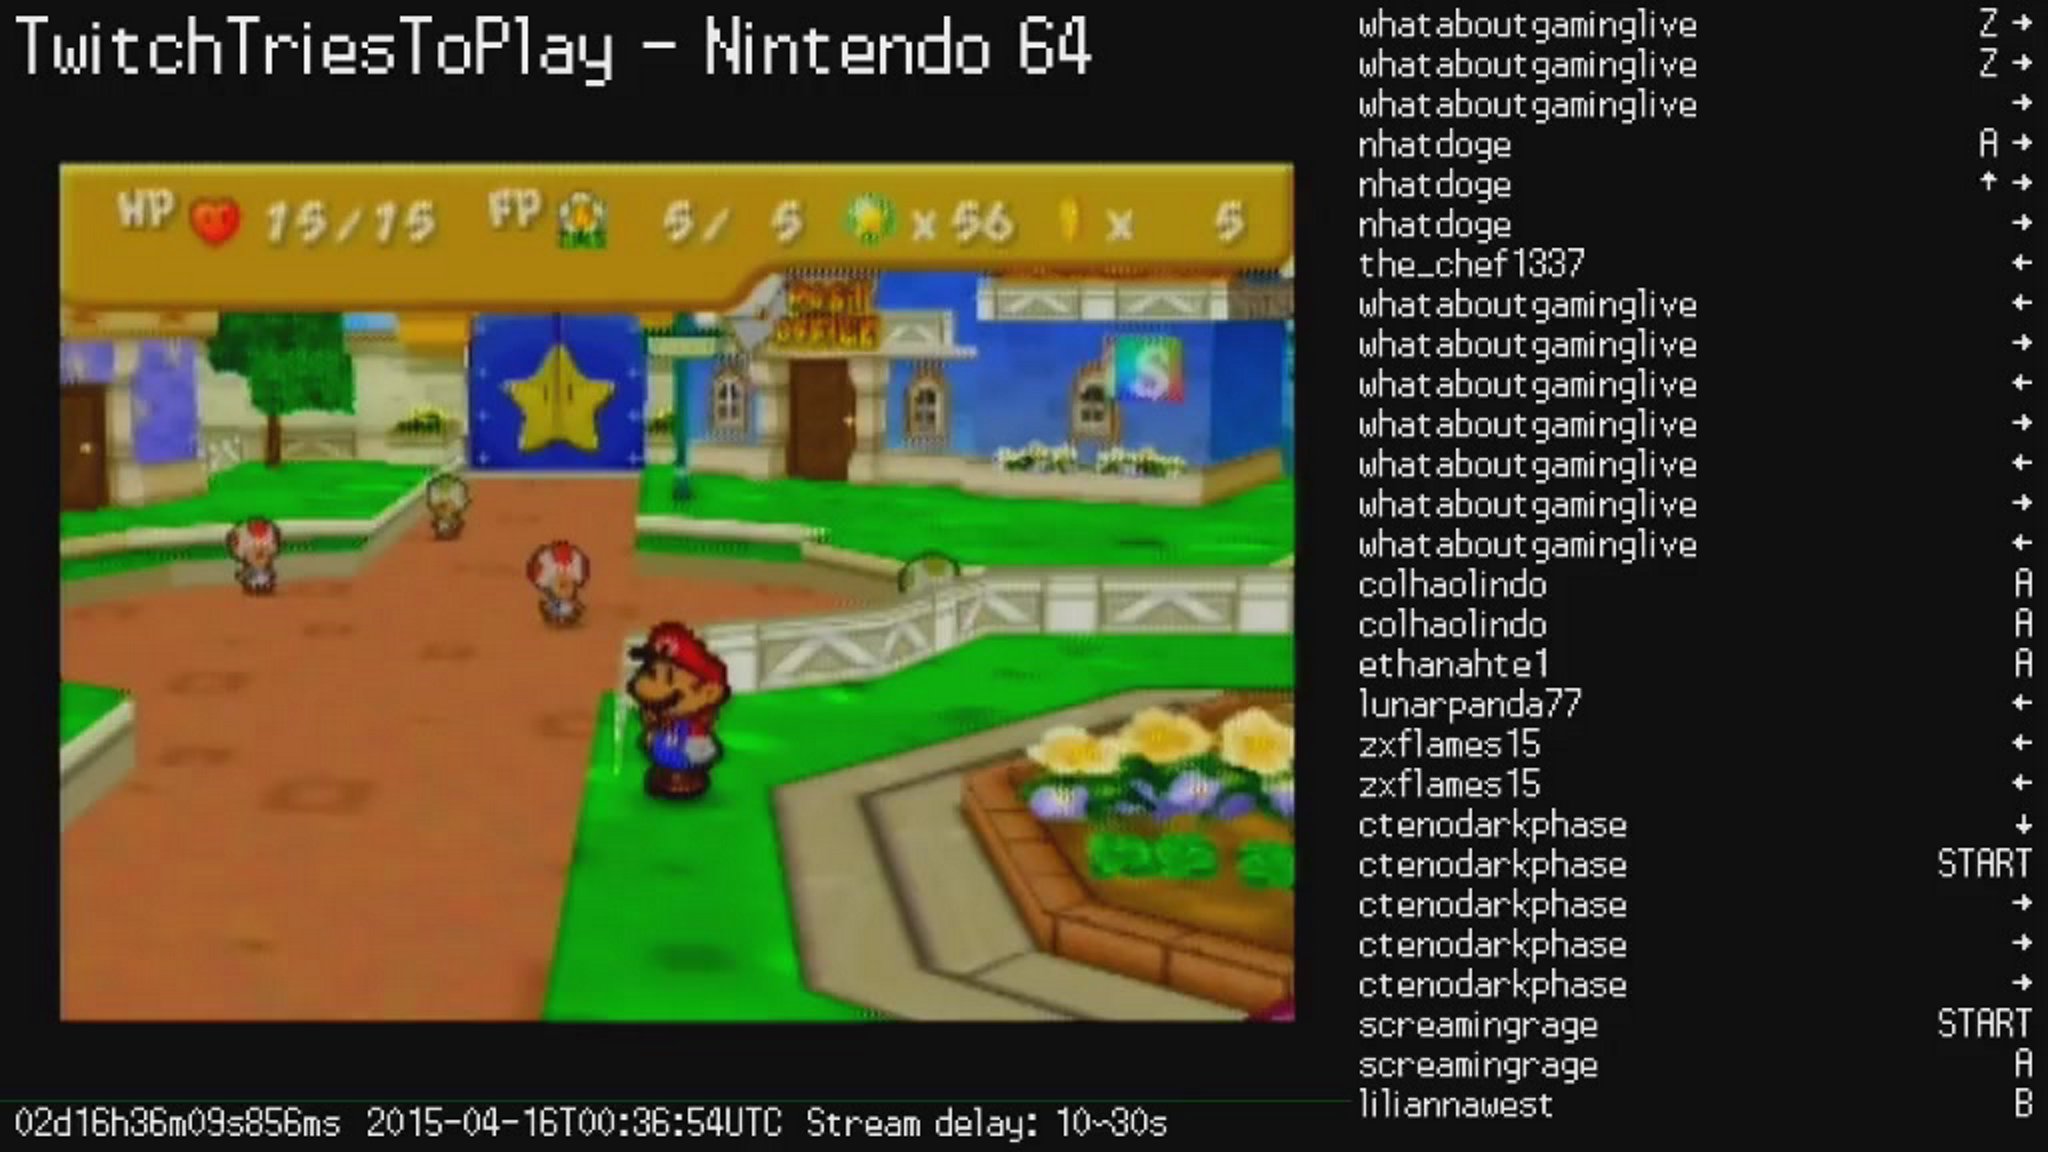 TwitchTriesToPlay - Nintendo 64
HP 15/15 FP 5/ 5 x 56 x 5
S
whataboutgaminglive Z →
whataboutgaminglive Z →
whataboutgaminglive →
nhatdoge A →
nhatdoge ↑ →
nhatdoge →
the_chef1337 ←
whataboutgaminglive ←
whataboutgaminglive →
whataboutgaminglive ←
whataboutgaminglive →
whataboutgaminglive ←
whataboutgaminglive →
whataboutgaminglive ←
colhaolindo A
colhaolindo A
ethanahte1 A
lunarpanda77 ←
zxflames15 ←
zxflames15 ←
ctenodarkphase ↓
ctenodarkphase START
ctenodarkphase →
ctenodarkphase →
ctenodarkphase →
screamingrage START
screamingrage A
liliannawest B
02d16h36m09s856ms 2015-04-16T00:36:54UTC Stream delay: 10~30s